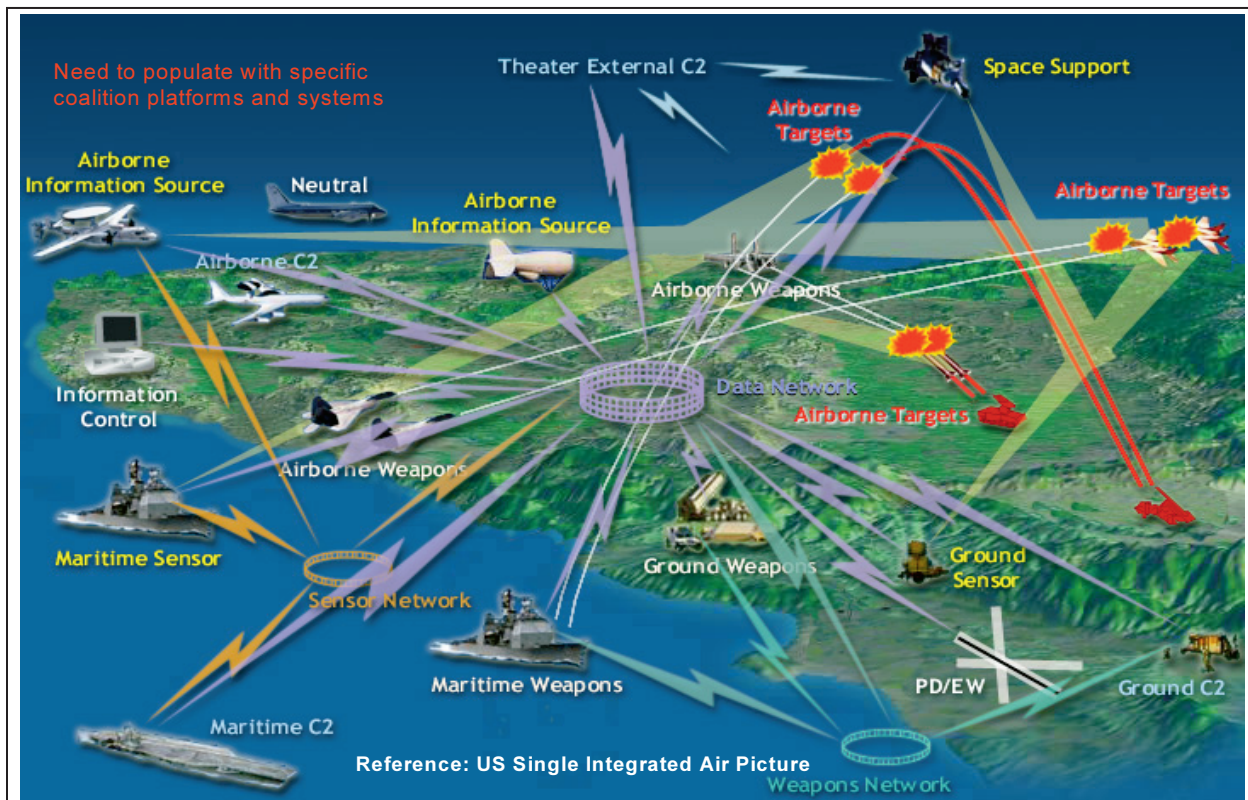 Need to populate with specific
coalition platforms and systems
Theater External C2
Space Support
Airborne
Targets
Airborne
Information Source
Neutral
Airborne
Information Source
Airborne Targets
Airborne C2
Airborne Weapons
Information
Control
Data Network
Airborne Targets
Airborne Weapons
Maritime Sensor
Ground Weapons
Ground
Sensor
Sensor Network
Maritime Weapons
PD/EW
Ground C2
Maritime C2
Reference: US Single Integrated Air Picture
Weapons Network